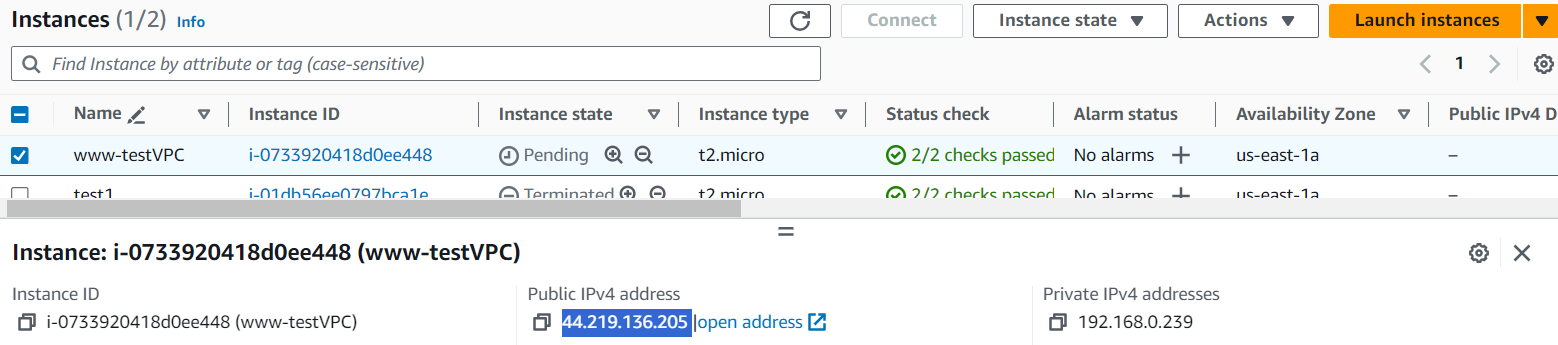 Instances (1/2) Info Connect Instance state Actions Launch instances
Find Instance by attribute or tag (case-sensitive) 1
Name Instance ID Instance state Instance type Status check Alarm status Availability Zone Public IPv4 D
www-testVPC i-0733920418d0ee448 Pending t2.micro 2/2 checks passed No alarms us-east-1a –
test1 i-01db56ee0797bca1e Terminated t2.micro 2/2 checks passed No alarms us-east-1a –
Instance: i-0733920418d0ee448 (www-testVPC)
Instance ID Public IPv4 address Private IPv4 addresses
i-0733920418d0ee448 (www-testVPC) 44.219.136.205 |open address 192.168.0.239